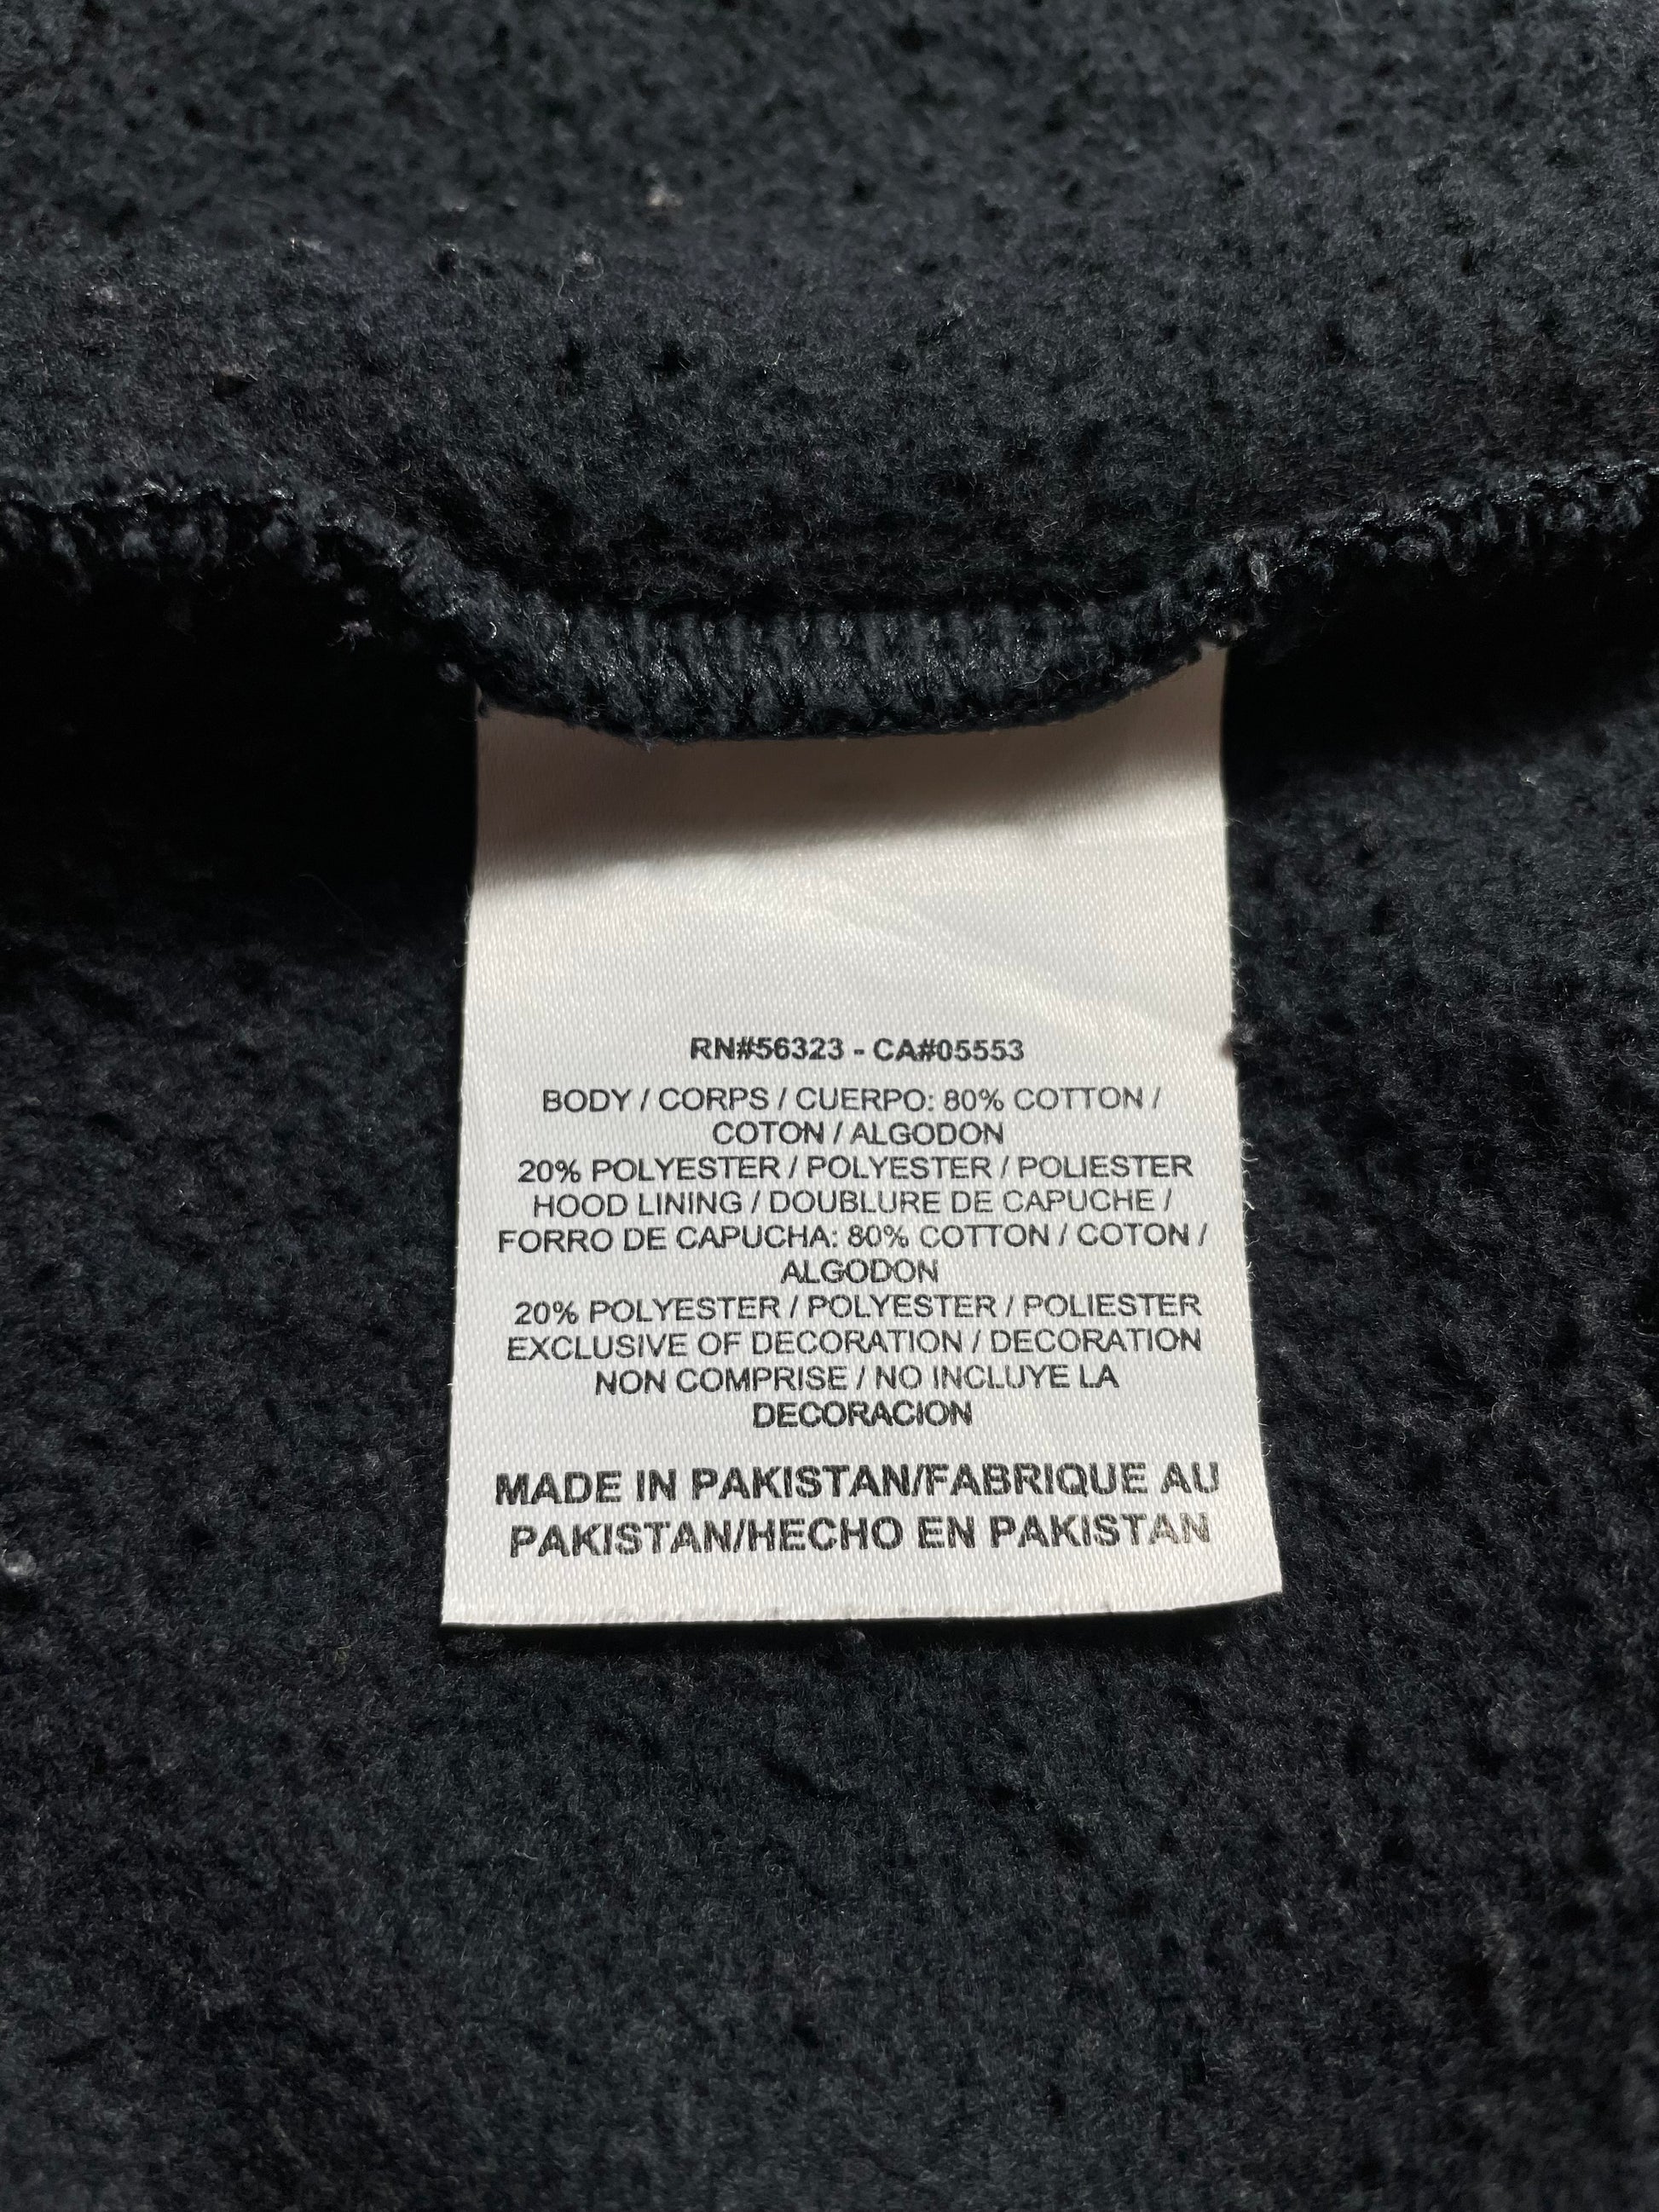 RN#56323 - CA#05553
BODY / CORPS / CUERPO: 80% COTTON /
COTON / ALGODON
20% POLYESTER / POLYESTER / POLIESTER
HOOD LINING / DOUBLURE DE CAPUCHE /
FORRO DE CAPUCHA: 80% COTTON / COTON /
ALGODON
20% POLYESTER / POLYESTER / POLIESTER
EXCLUSIVE OF DECORATION / DECORATION
NON COMPRISE / NO INCLUYE LA
DECORACION
MADE IN PAKISTAN/FABRIQUE AU
PAKISTAN/HECHO EN PAKISTAN